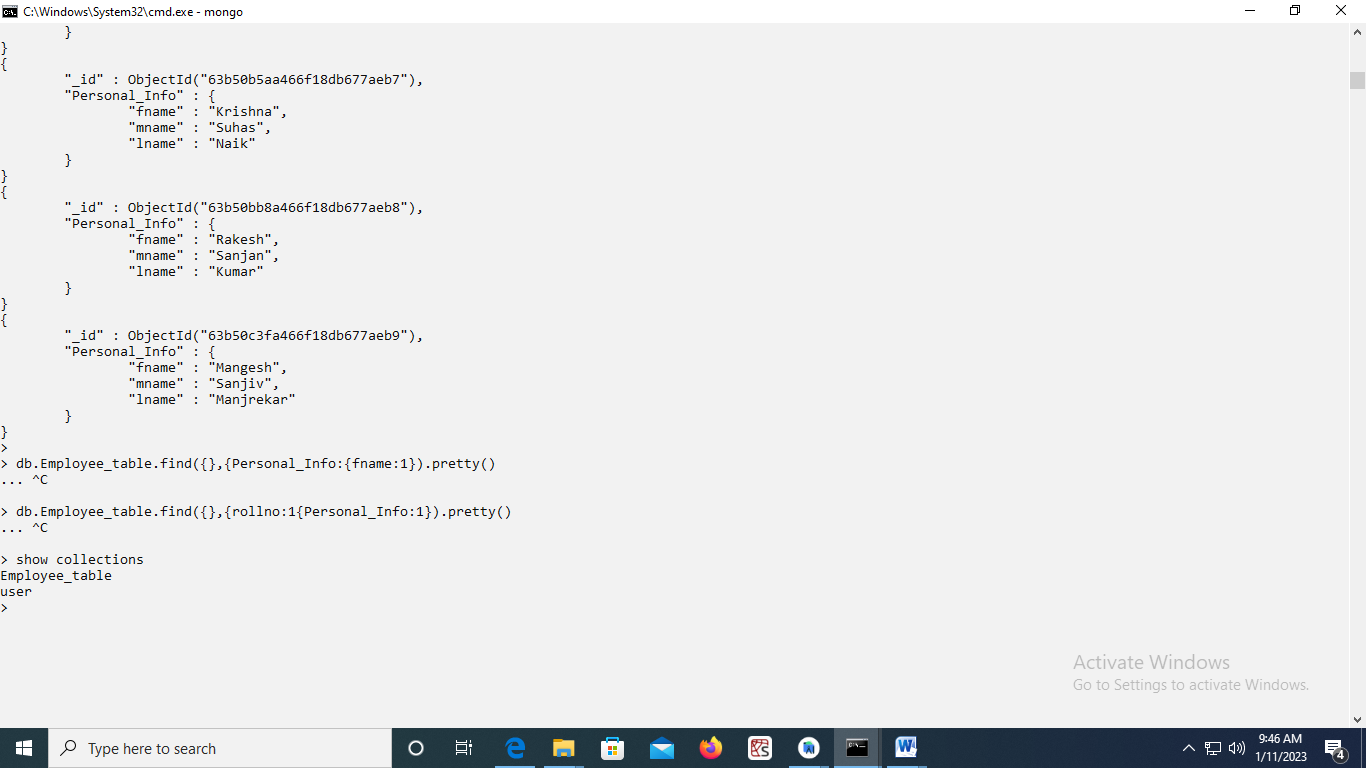 C:\Windows\System32\cmd.exe - mongo
}
}
{
"_id" : ObjectId("63b50b5aa466f18db677aeb7"),
"Personal_Info" : {
"fname" : "Krishna",
"mname" : "Suhas",
"lname" : "Naik"
}
}
{
"_id" : ObjectId("63b50bb8a466f18db677aeb8"),
"Personal_Info" : {
"fname" : "Rakesh",
"mname" : "Sanjan",
"lname" : "Kumar"
}
}
{
"_id" : ObjectId("63b50c3fa466f18db677aeb9"),
"Personal_Info" : {
"fname" : "Mangesh",
"mname" : "Sanjiv",
"lname" : "Manjrekar"
}
}
>
> db.Employee_table.find({},{Personal_Info:{fname:1}).pretty()
... ^C
> db.Employee_table.find({},{rollno:1{Personal_Info:1}).pretty()
... ^C
> show collections
Employee_table
user
>
Activate Windows
Go to Settings to activate Windows.
Type here to search
9:46 AM
1/11/2023
4